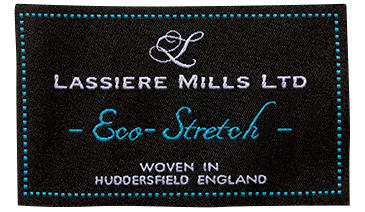 L
LASSIERE MILLS LTD
- Eco-Stretch -
WOVEN IN
HUDDERSFIELD ENGLAND